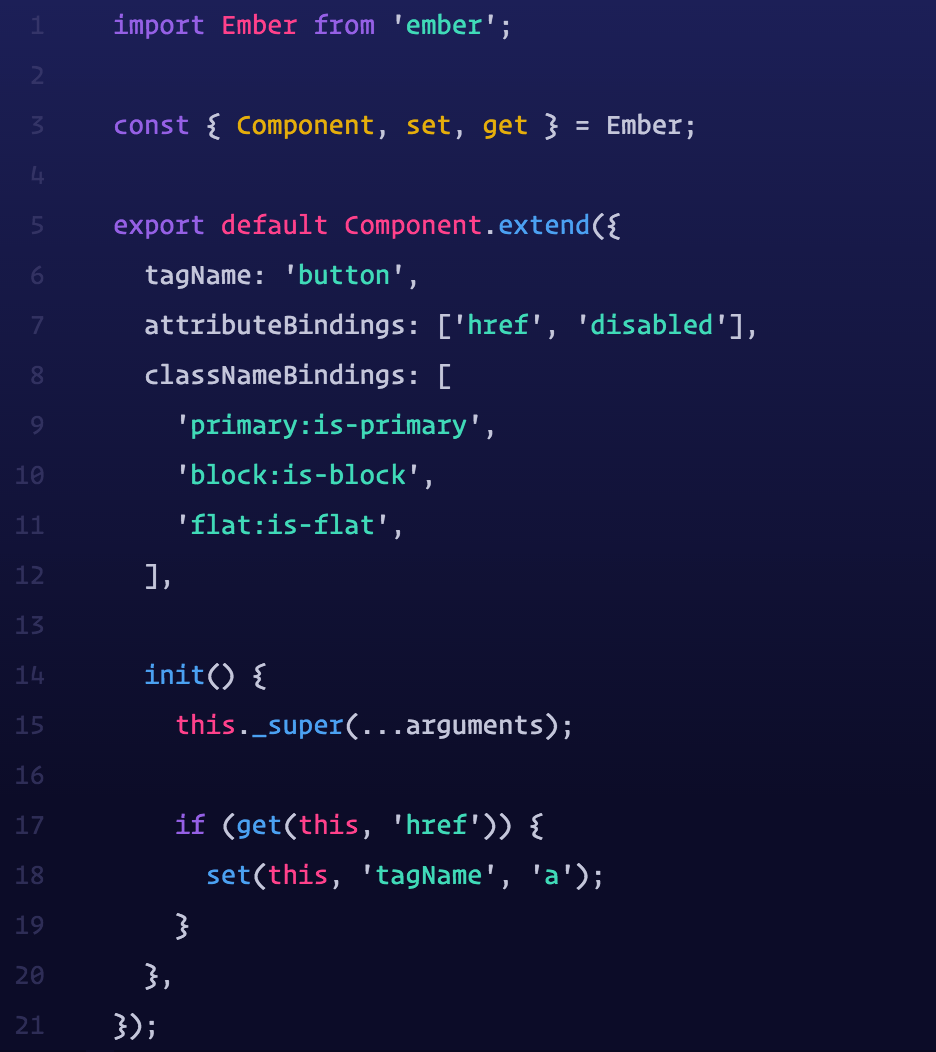 1 import Ember from 'ember';
2
3 const { Component, set, get } = Ember;
4
5 export default Component.extend({
6   tagName: 'button',
7   attributeBindings: ['href', 'disabled'],
8   classNameBindings: [
9     'primary:is-primary',
10     'block:is-block',
11     'flat:is-flat',
12   ],
13
14   init() {
15     this._super(...arguments);
16
17     if (get(this, 'href')) {
18       set(this, 'tagName', 'a');
19     }
20   },
21 });